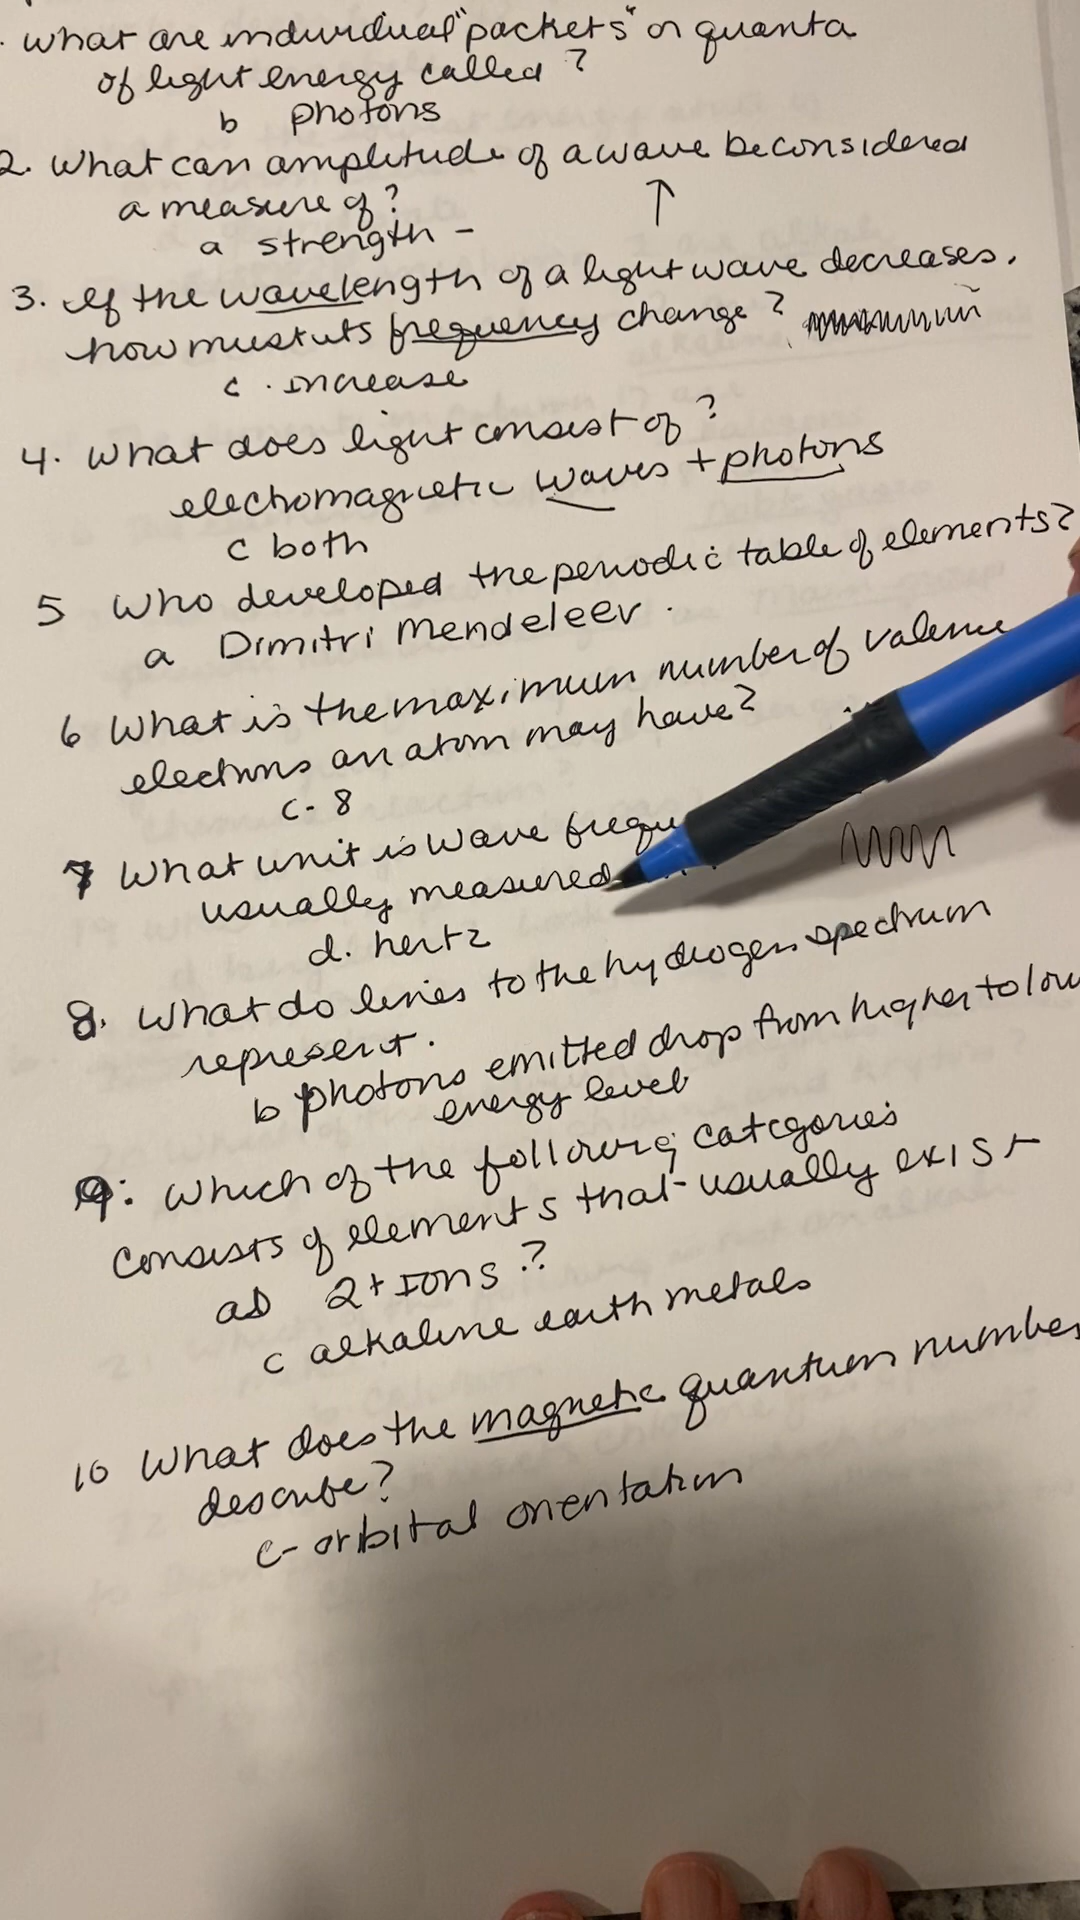 . What are individual "packets" or quanta
of light energy called?
b photons
2. What can amplitude of a wave be considered
a measure of?
a strength -
3. If the wavelength of a light wave decreases.
how must its frequency change?
c. increase
4. What does light consist of?
electromagnetic waves + photons
c both
5 Who developed the periodic table of elements?
a Dimitri Mendeleev.
6 What is the maximum number of valence
electrons an atom may have?
c- 8
7 What unit is wave frequ
usually measured
d. hertz
8. What do lines to the hydrogen spectrum
represent.
b photons emitted drop from higher to low
energy level
9. Which of the following categories
consists of elements that usually exist
as 2+ ions?
c alkaline earth metals
10 What does the magnetic quantum number
describe?
c- orbital orientation